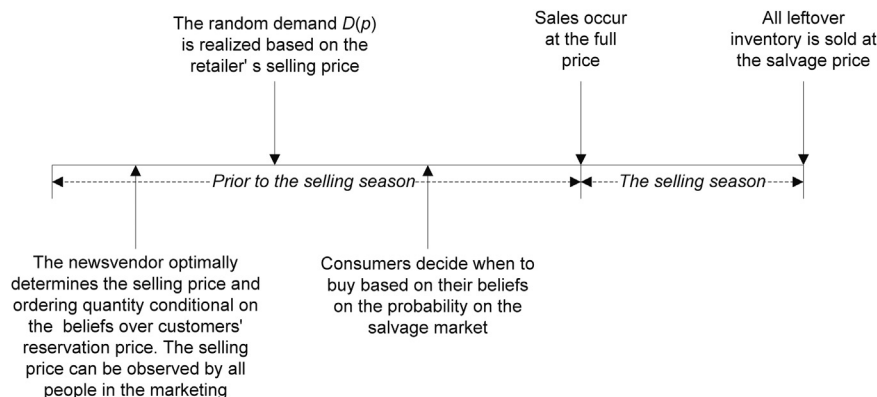 The random demand D(p)
is realized based on the
retailer' s selling price
Sales occur
at the full
price
All leftover
inventory is sold at
the salvage price
Prior to the selling season
The selling season
The newsvendor optimally
determines the selling price and
ordering quantity conditional on
the beliefs over customers'
reservation price. The selling
price can be observed by all
people in the marketing
Consumers decide when to
buy based on their beliefs
on the probability on the
salvage market